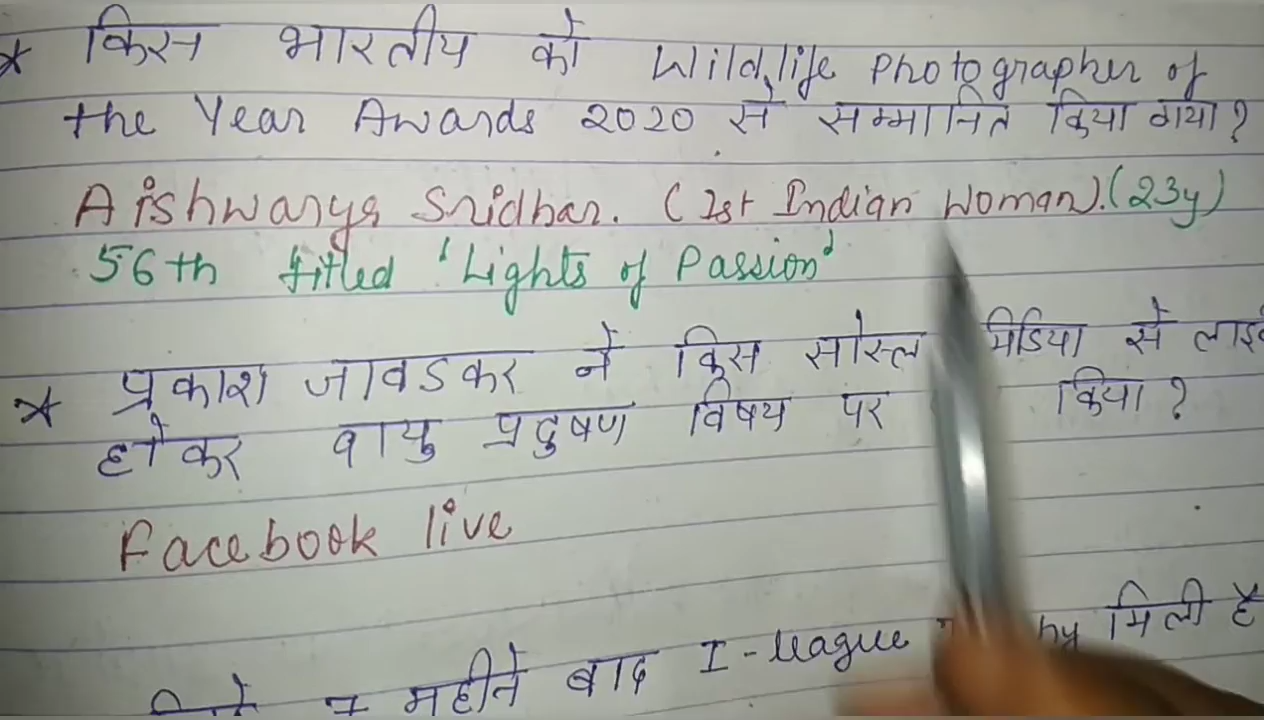 * किस भारतीय को Wildlife Photographer of
the Year Awards 2020 से सम्मानित किया गया?
Aishwarya Sridhar. (1st Indian Woman).(23y)
56th titled 'Lights of Passion'
* प्रकाश जावडकर ने किस सोस्ल मिडिया से
होकर वायु प्रदुषण विषय पर किया?
Facebook live
महीने बाद I-league by मिली है